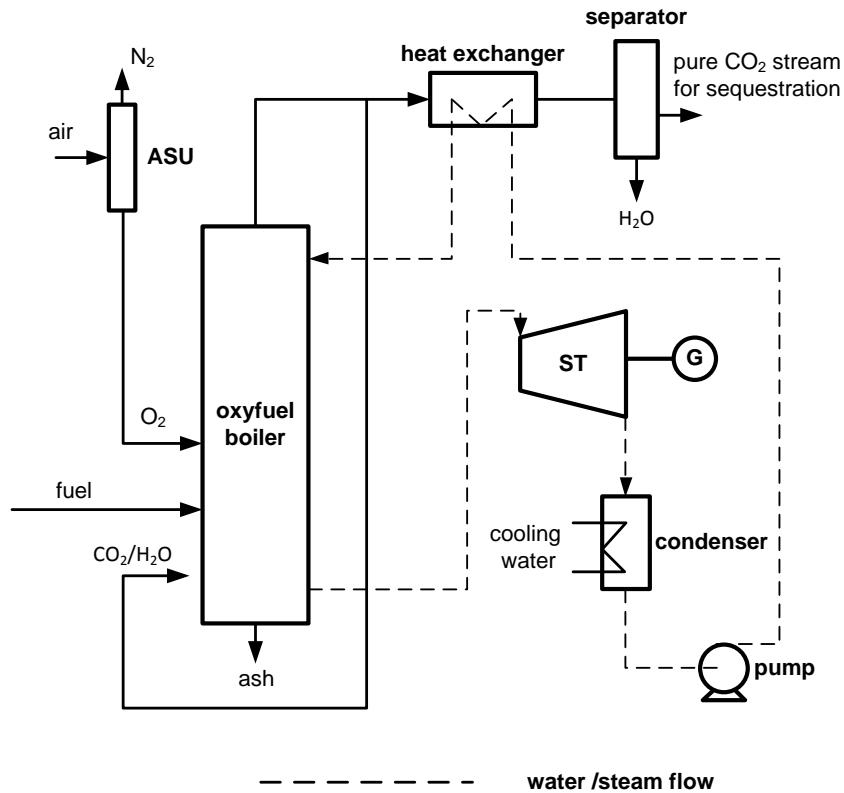 separator
N₂
heat exchanger
pure CO₂ stream
for sequestration
air
ASU
H₂O
ST
G
oxyfuel
boiler
O₂
fuel
cooling
water
condenser
CO₂/H₂O
ash
pump
water /steam flow